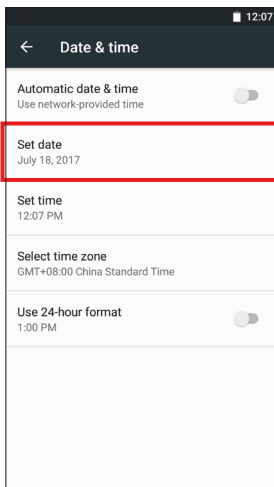 12:07
Date & time
Automatic date & time
Use network-provided time
Set date
July 18, 2017
Set time
12:07 PM
Select time zone
GMT+08:00 China Standard Time
Use 24-hour format
1:00 PM